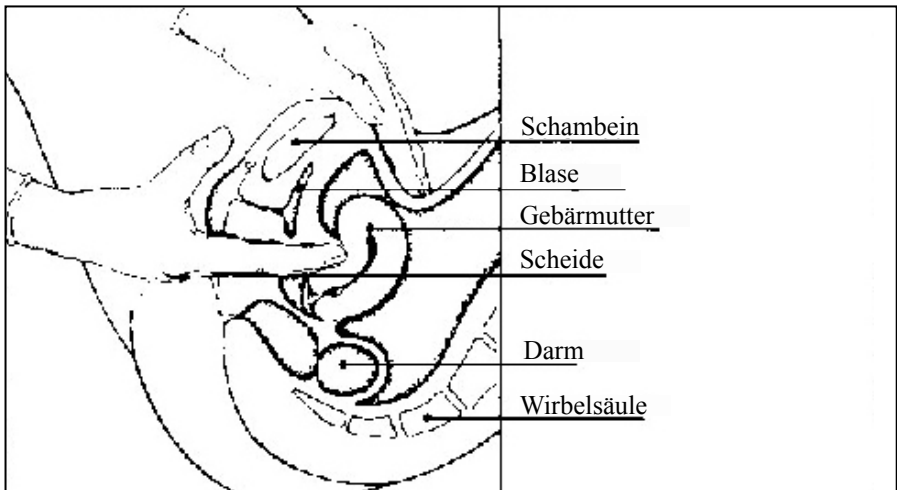 Schambein
Blase
Gebärmutter
Scheide
Darm
Wirbelsäule